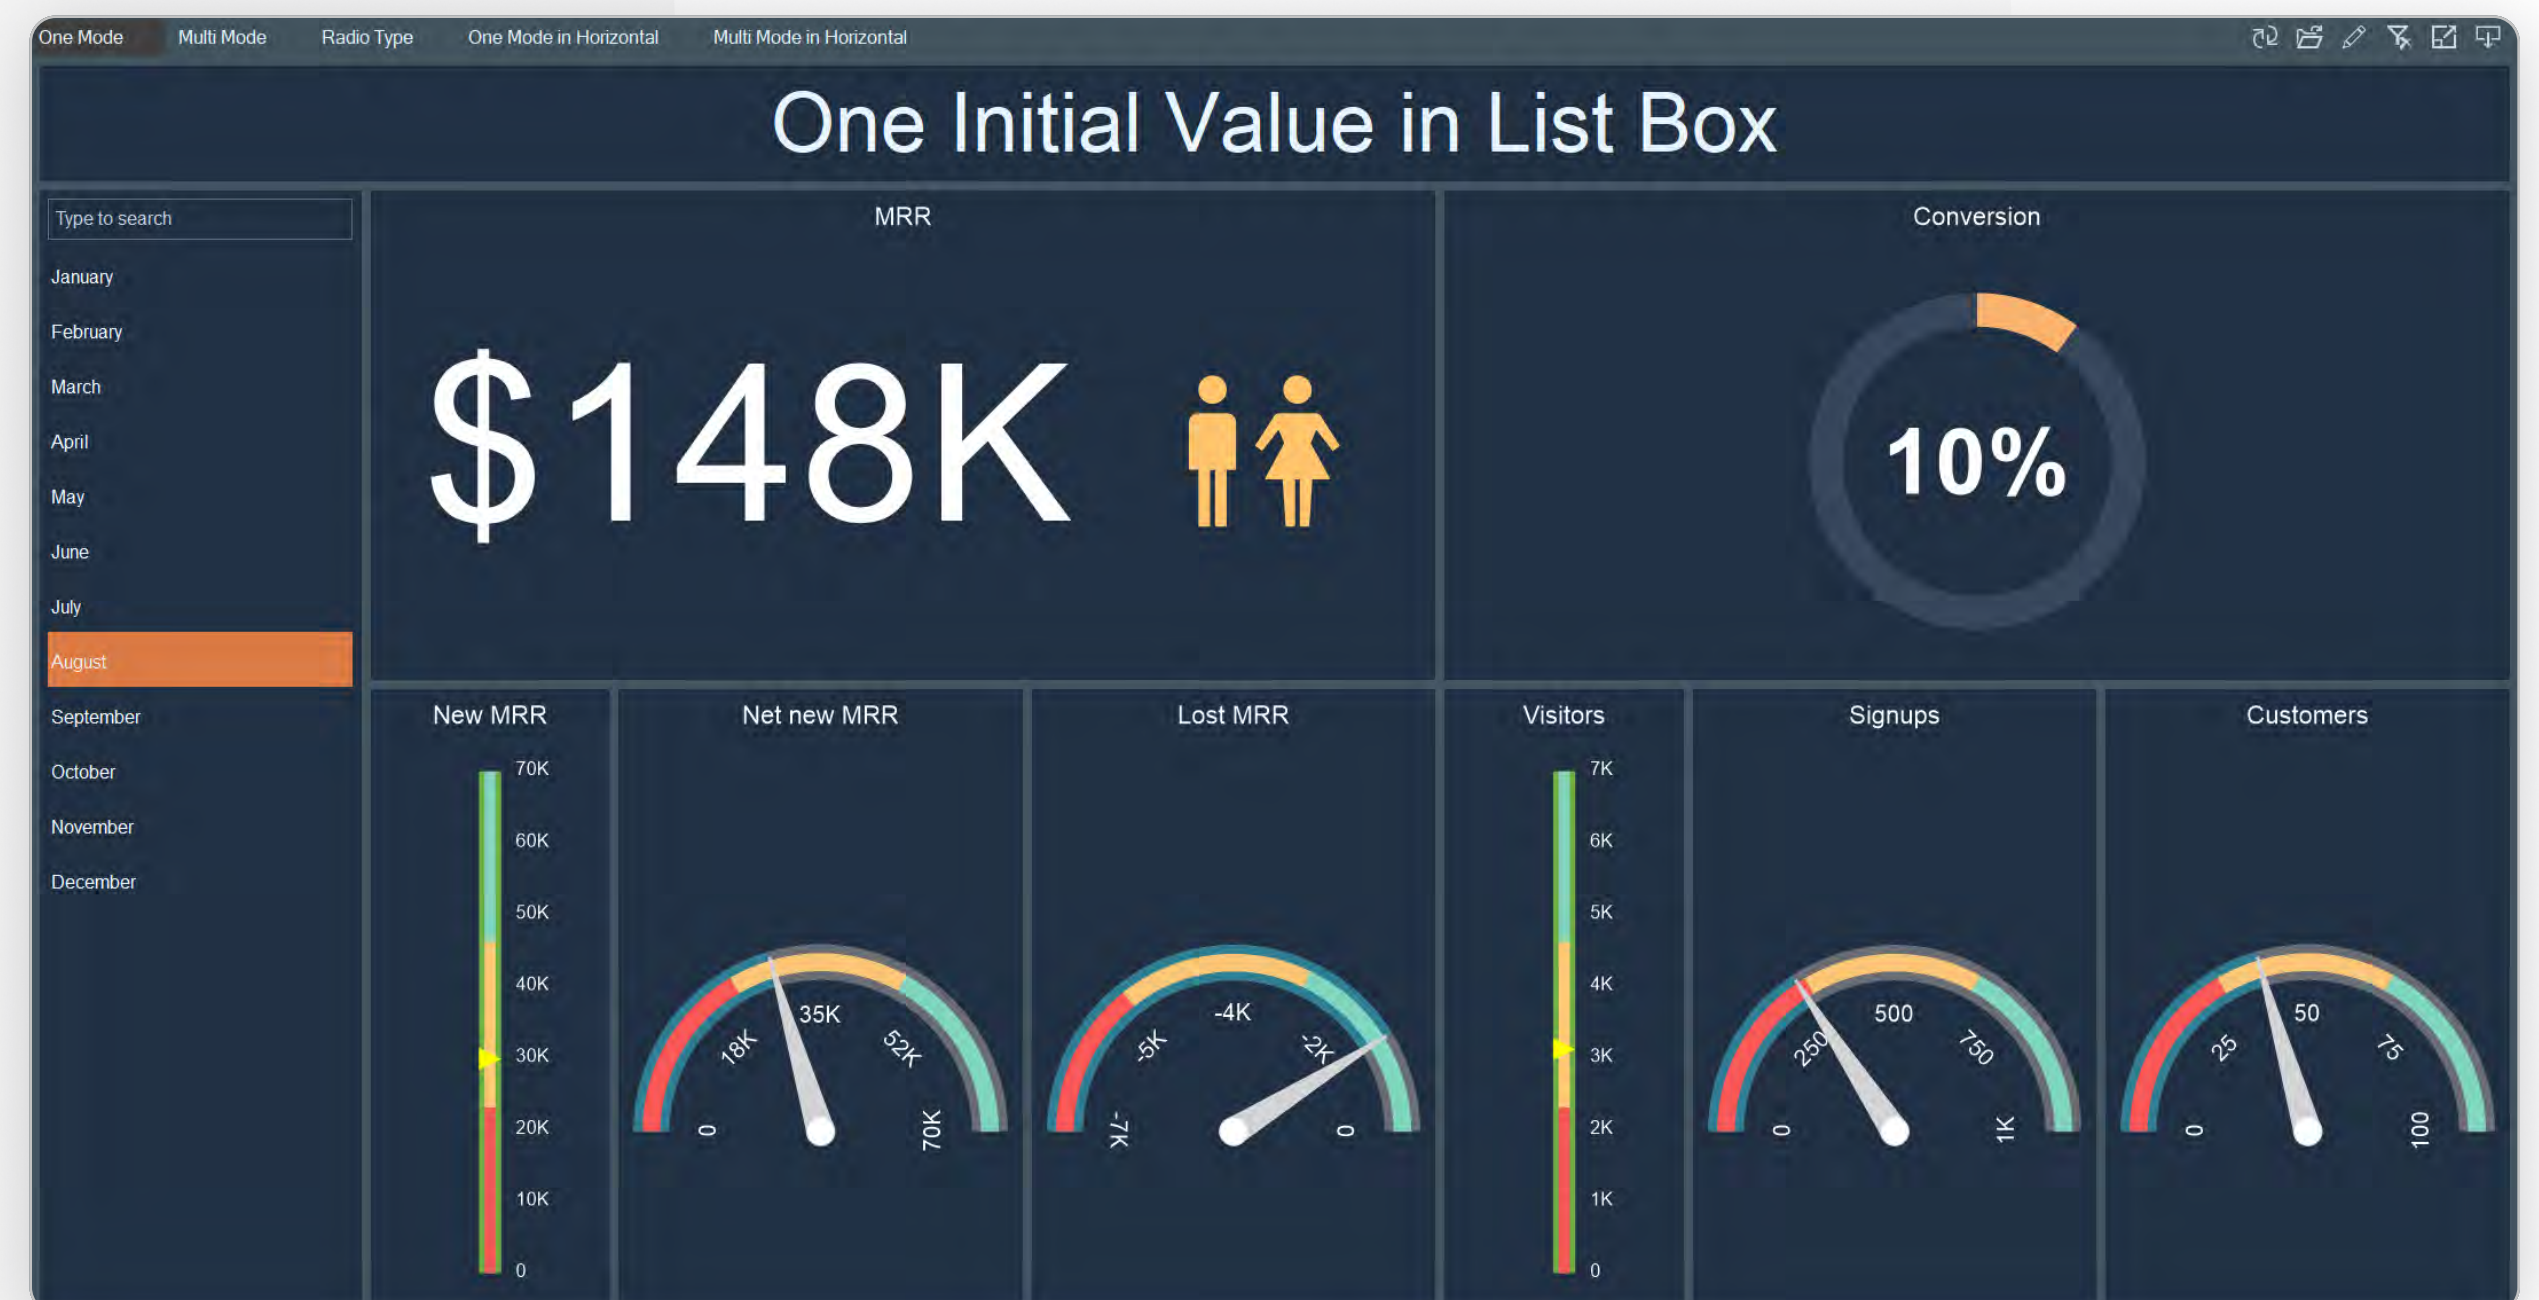 One Mode Multi Mode Radio Type One Mode in Horizontal Multi Mode in Horizontal
One Initial Value in List Box
Type to search
January
February
March
April
May
June
July
August
September
October
November
December
MRR
$148K
Conversion
10%
New MRR
70K
60K
50K
40K
30K
20K
10K
0
Net new MRR
0
18K
35K
52K
70K
Lost MRR
-7K
-5K
-4K
-2K
0
Visitors
7K
6K
5K
4K
3K
2K
1K
0
Signups
0
250
500
750
1K
Customers
0
25
50
75
100